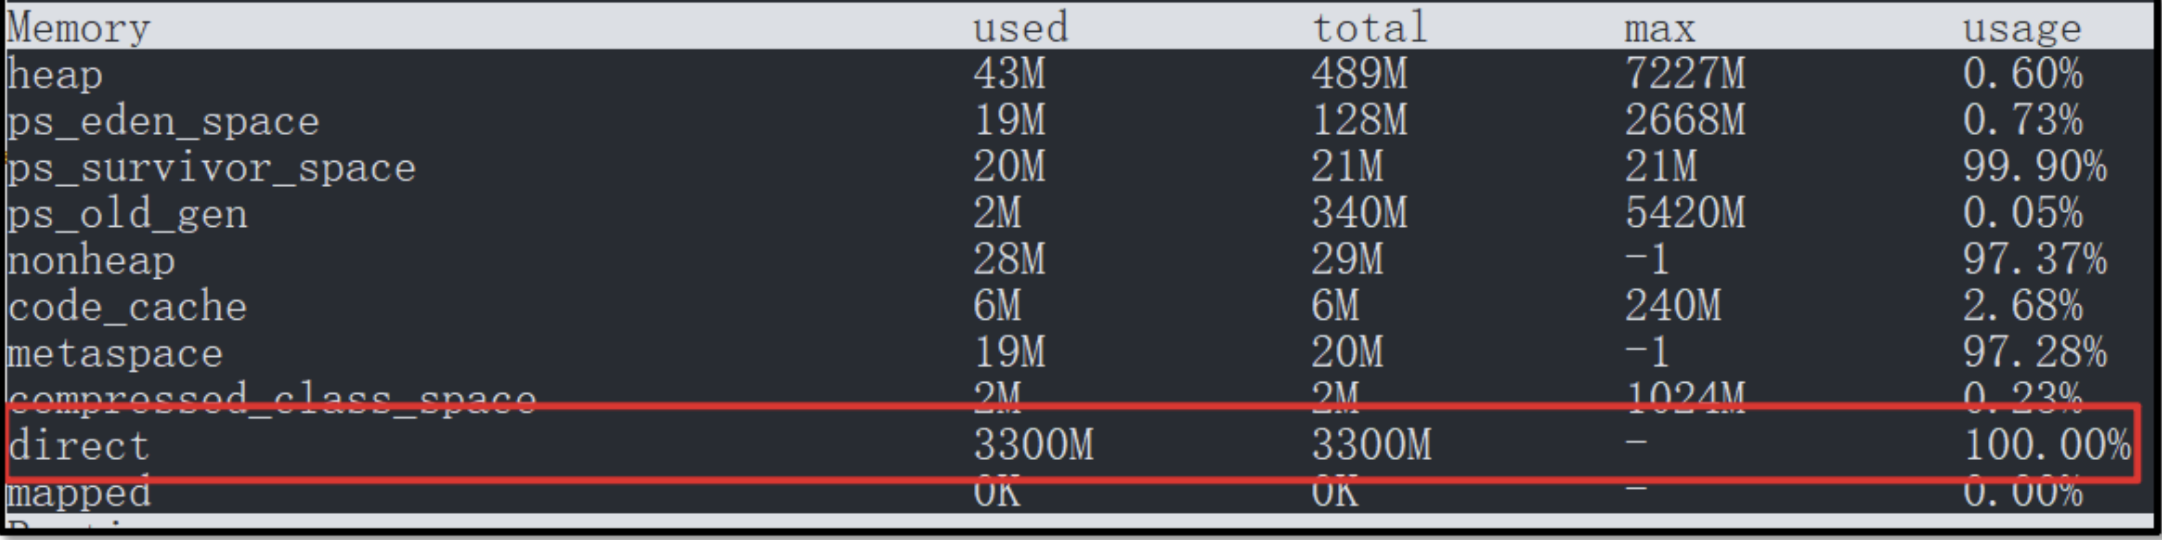 Memory used total max usage
heap 43M 489M 7227M 0.60%
ps_eden_space 19M 128M 2668M 0.73%
ps_survivor_space 20M 21M 21M 99.90%
ps_old_gen 2M 340M 5420M 0.05%
nonheap 28M 29M -1 97.37%
code_cache 6M 6M 240M 2.68%
metaspace 19M 20M -1 97.28%
compressed_class_space 2M 2M 1024M 0.23%
direct 3300M 3300M - 100.00%
mapped 0K 0K - 0.00%